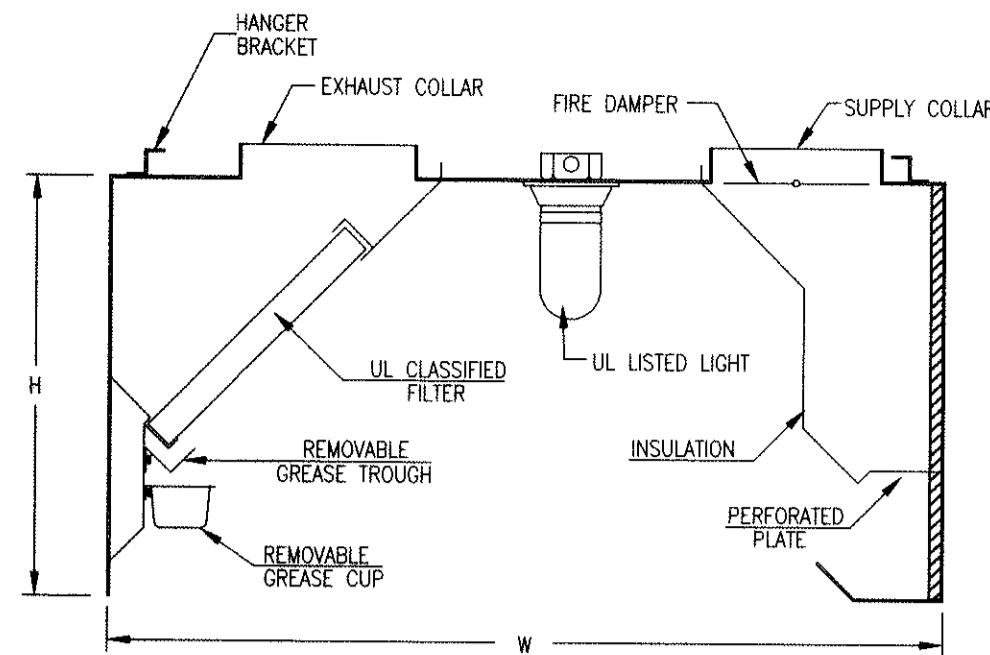 HANGER
BRACKET
EXHAUST COLLAR
FIRE DAMPER
SUPPLY COLLAR
H
UL CLASSIFIED
FILTER
UL LISTED LIGHT
REMOVABLE
GREASE TROUGH
INSULATION
PERFORATED
PLATE
REMOVABLE
GREASE CUP
W